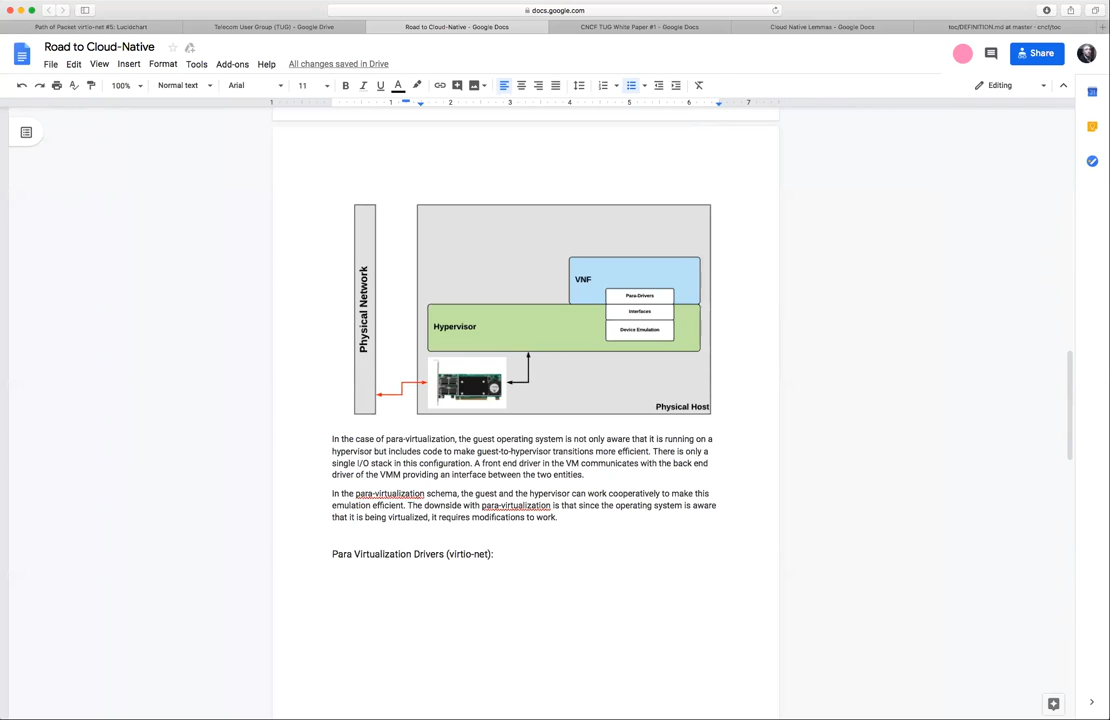 docs.google.com
Path of Packet virtio-net #5: Lucidchart
Telecom User Group (TUG) - Google Drive
Road to Cloud-Native - Google Docs
CNCF TUG White Paper #1 - Google Docs
Cloud Native Lemmas - Google Docs
toc/DEFINITION.md at master · cncf/toc
Road to Cloud-Native
File Edit View Insert Format Tools Add-ons Help All changes saved in Drive
Share
100% Normal text Arial 11 B I U A Editing
1 1 2 3 4 5 6 7
Physical Network
VNF
Para-Drivers
Interfaces
Device Emulation
Hypervisor
Physical Host
In the case of para-virtualization, the guest operating system is not only aware that it is running on a
hypervisor but includes code to make guest-to-hypervisor transitions more efficient. There is only a
single I/O stack in this configuration. A front end driver in the VM communicates with the back end
driver of the VMM providing an interface between the two entities.
In the para-virtualization schema, the guest and the hypervisor can work cooperatively to make this
emulation efficient. The downside with para-virtualization is that since the operating system is aware
that it is being virtualized, it requires modifications to work.
Para Virtualization Drivers (virtio-net):